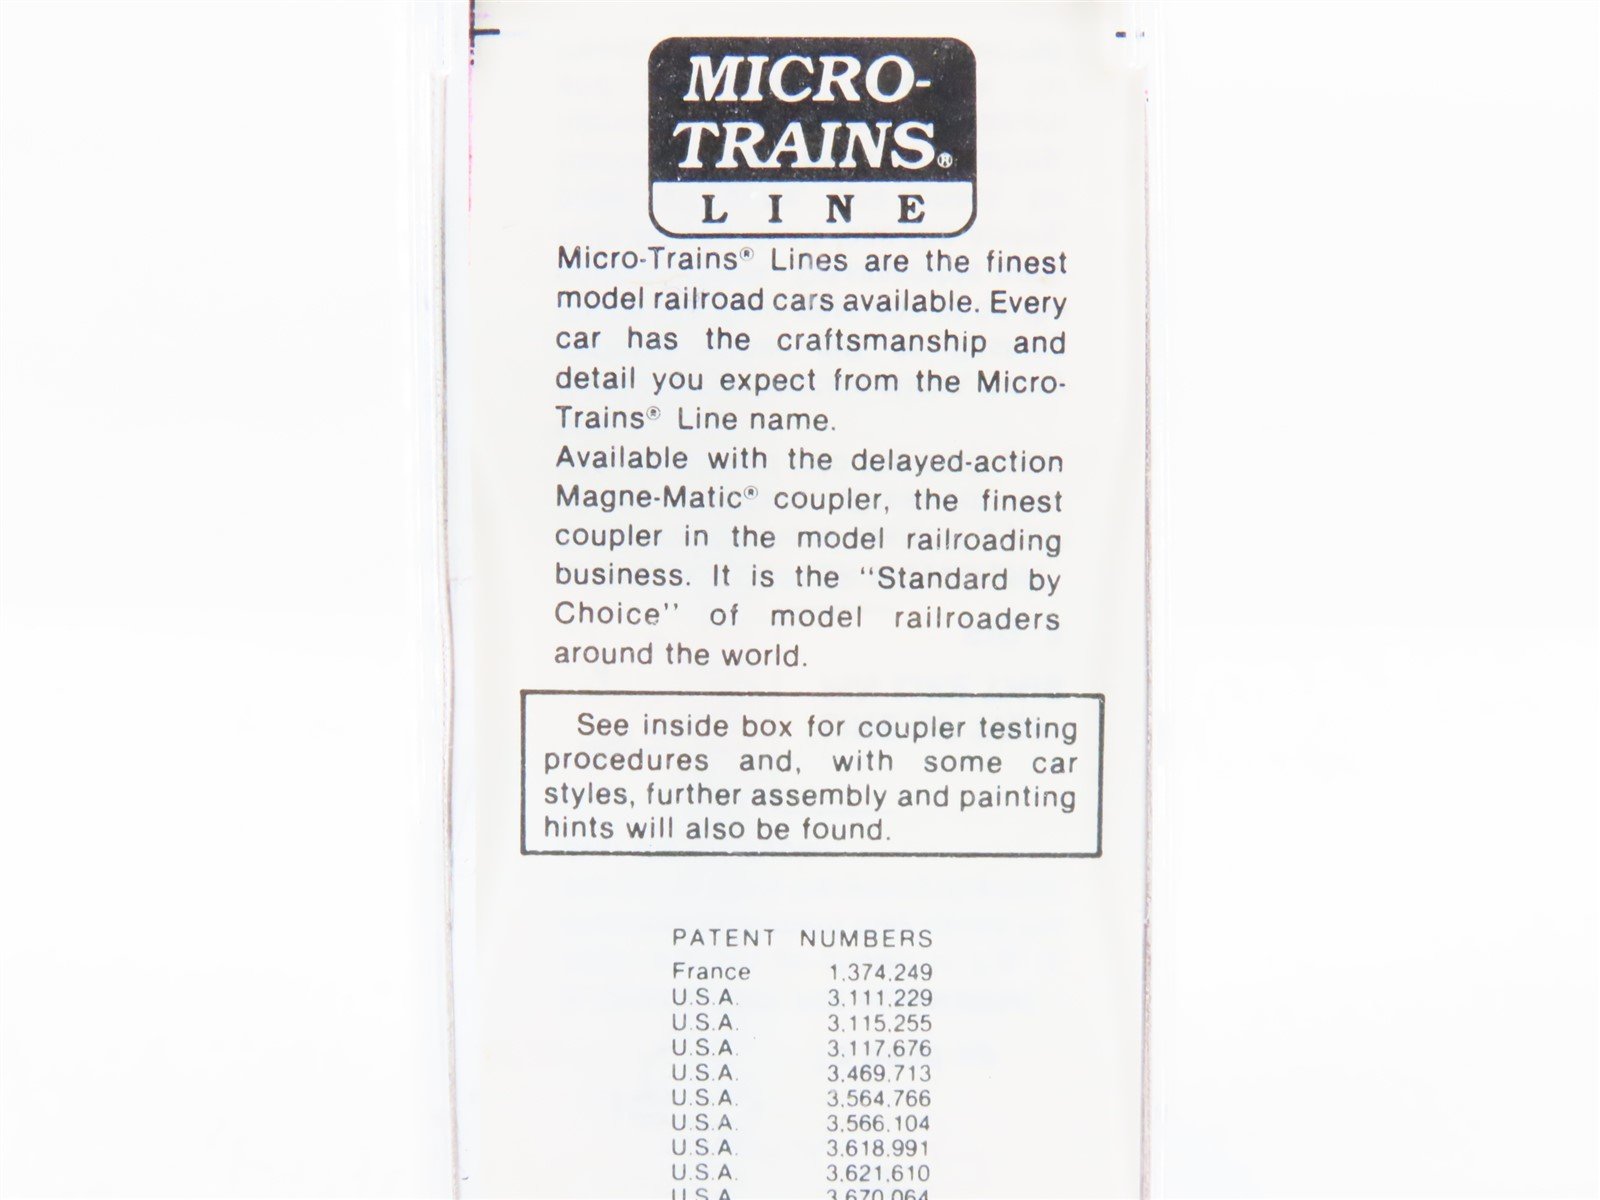 MICRO-
TRAINS®
LINE
Micro-Trains® Lines are the finest
model railroad cars available. Every
car has the craftsmanship and
detail you expect from the Micro-
Trains® Line name.
Available with the delayed-action
Magne-Matic® coupler, the finest
coupler in the model railroading
business. It is the “Standard by
Choice” of model railroaders
around the world.
See inside box for coupler testing
procedures and, with some car
styles, further assembly and painting
hints will also be found.
PATENT NUMBERS
France 1,374,249
U.S.A. 3,111,229
U.S.A. 3,115,255
U.S.A. 3,117,676
U.S.A. 3,469,713
U.S.A. 3,564,766
U.S.A. 3,566,104
U.S.A. 3,618,991
U.S.A. 3,621,610
U.S.A. 3,670,064